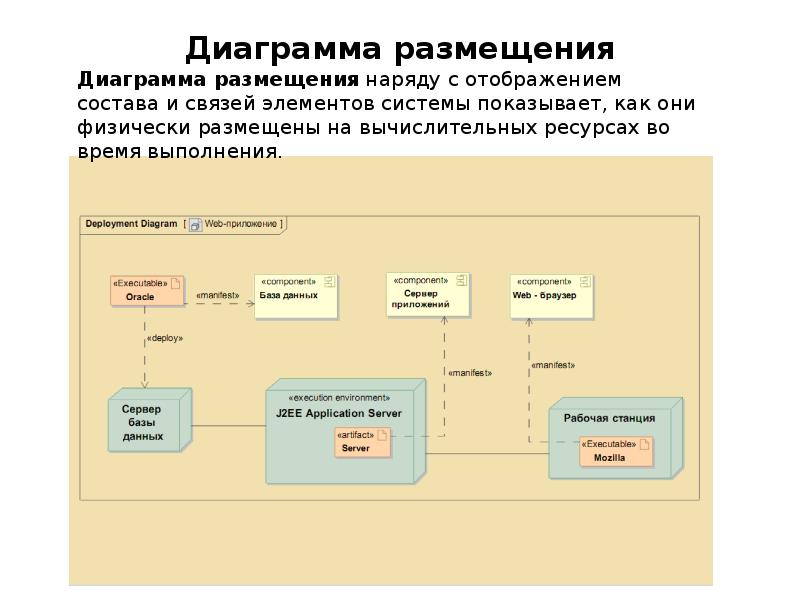 Диаграмма размещения
Диаграмма размещения наряду с отображением
состава и связей элементов системы показывает, как они
физически размещены на вычислительных ресурсах во
время выполнения.
Deployment Diagram [ Web-приложение ]
«Executable»
Oracle
«manifest»
«component»
База данных
«component»
Сервер
приложений
«component»
Web - браузер
«deploy»
«manifest»
«manifest»
Сервер
базы
данных
«execution environment»
J2EE Application Server
«artifact»
Server
Рабочая станция
«Executable»
Mozilla